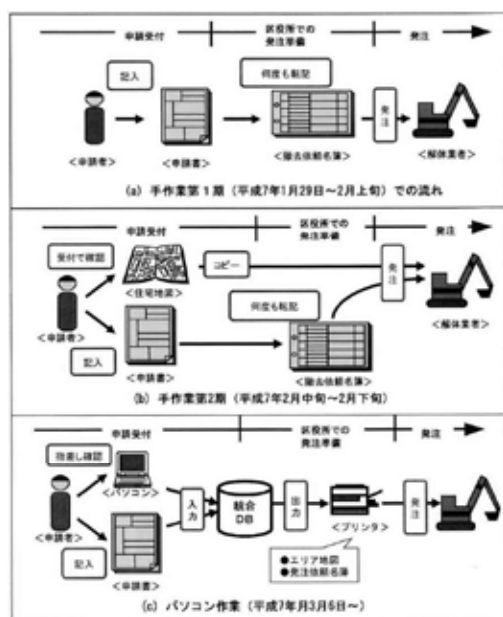 申請受付
区役所での
発注準備
発注
記入
何度も転記
発注
<申請者>
<申請書>
<撤去依頼名簿>
<解体業者>
(a) 手作業第1期(平成7年1月29日~2月上旬)での流れ
申請受付
区役所での
発注準備
発注
受付で確認
コピー
<住宅地図>
発注
何度も転記
<申請者>
記入
<申請書>
<撤去依頼名簿>
<解体業者>
(b) 手作業第2期(平成7年2月中旬~2月下旬)
申請受付
区役所での
発注準備
発注
指差し確認
<パソコン>
入力
統合
DB
出力
<プリンタ>
発注
<申請者>
記入
<申請書>
●エリア地図
●発注依頼名簿
(c) パソコン作業(平成7年月3月6日~)